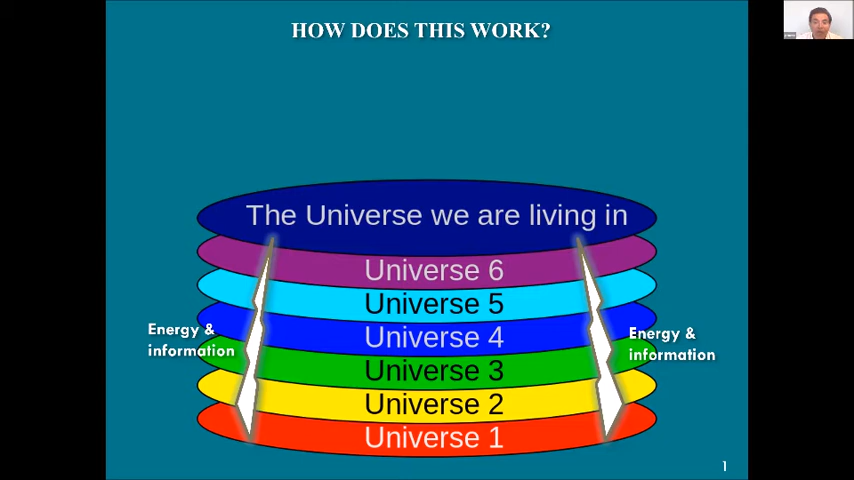 HOW DOES THIS WORK?
The Universe we are living in
Universe 6
Universe 5
Universe 4
Universe 3
Universe 2
Universe 1
Energy &
information
Energy &
information
1